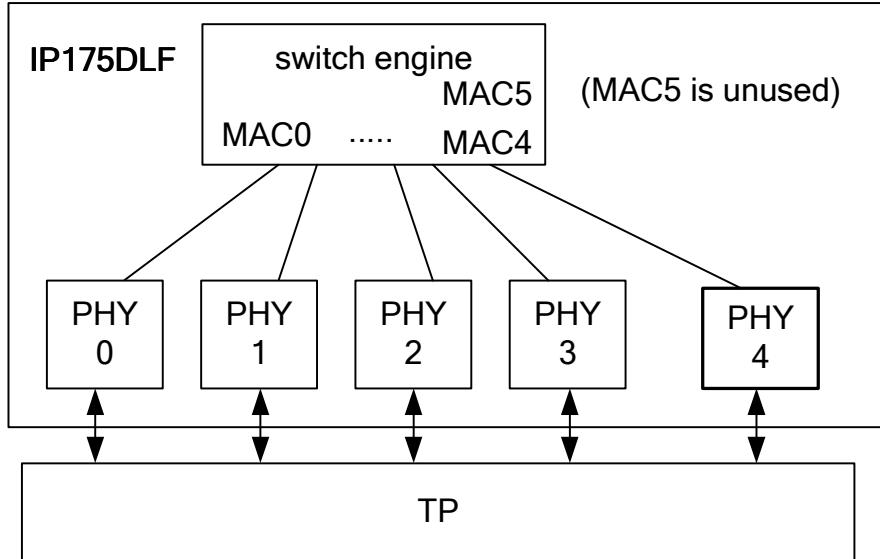 IP175DLF
switch engine
MAC5
(MAC5 is unused)
MAC0 ..... MAC4
PHY
0
PHY
1
PHY
2
PHY
3
PHY
4
TP